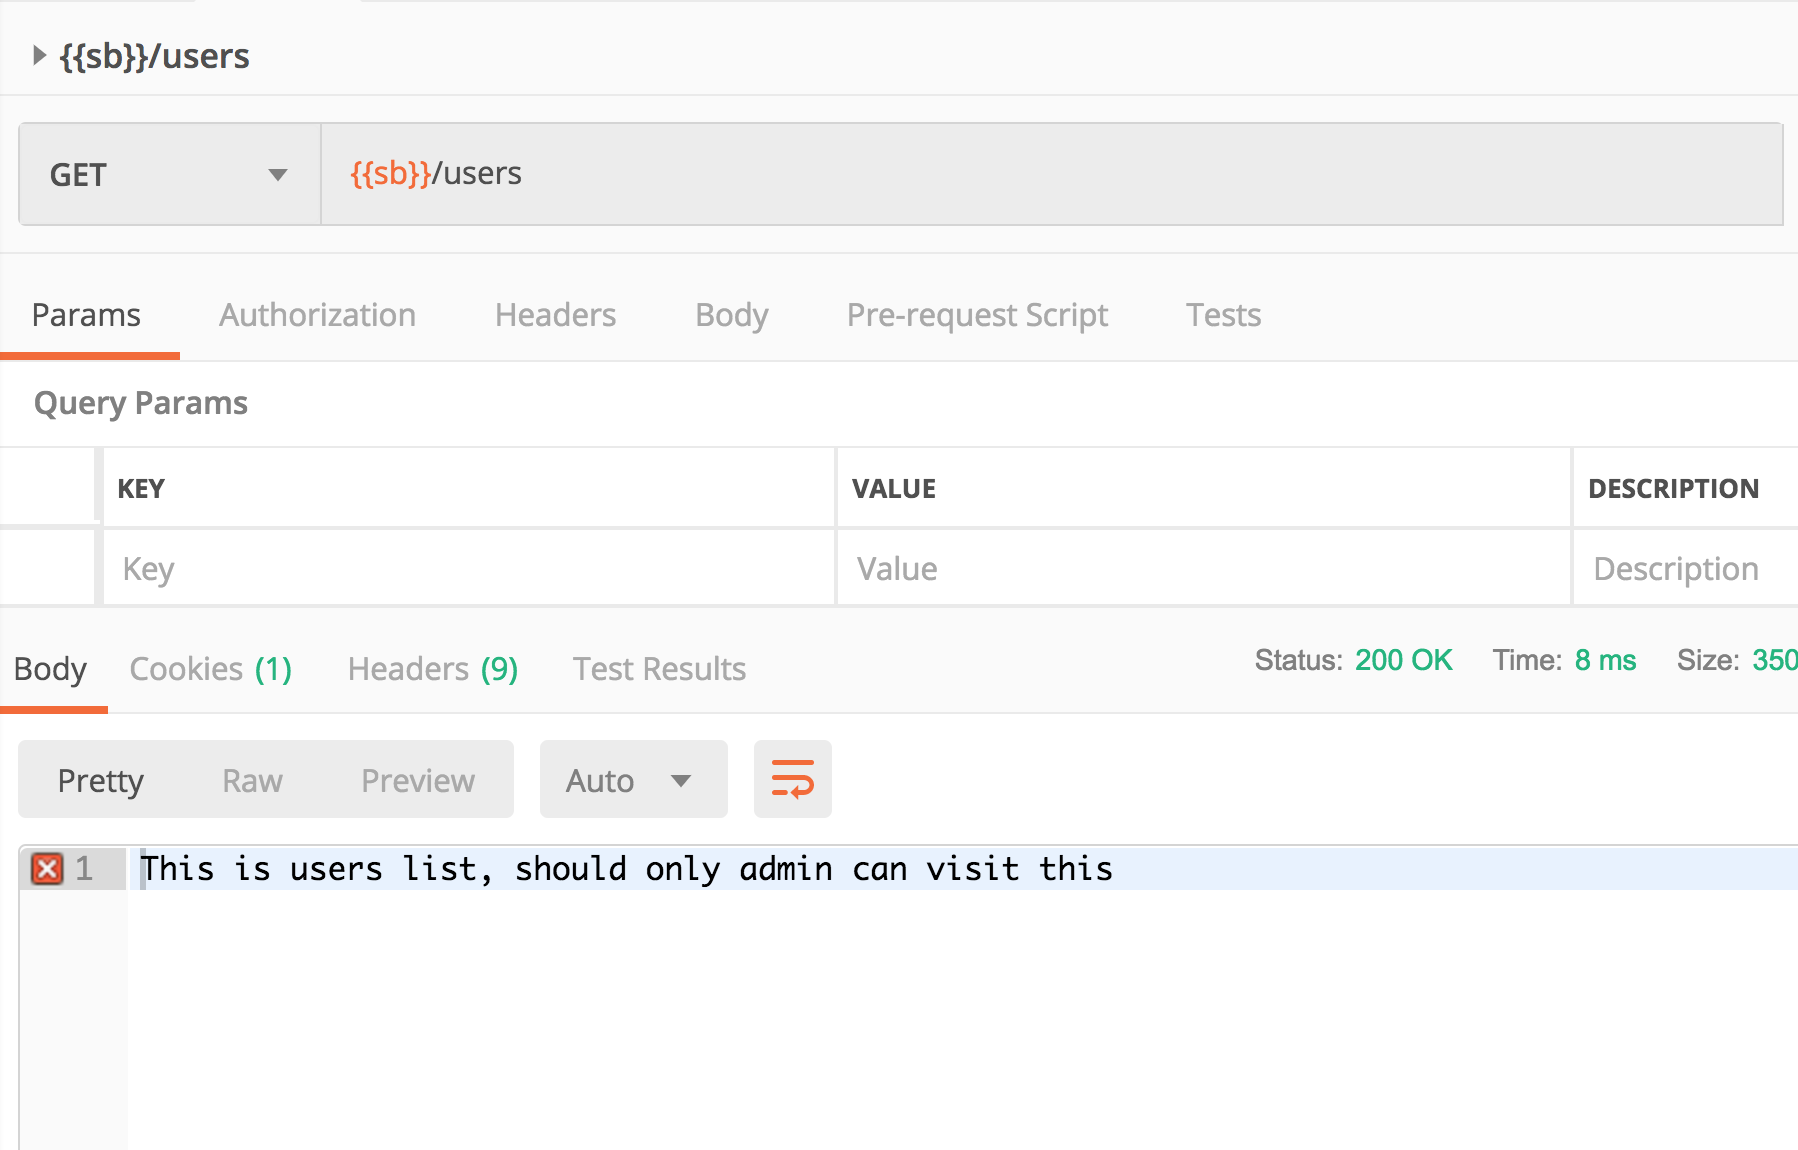 {{sb}}/users
GET {{sb}}/users
Params Authorization Headers Body Pre-request Script Tests
Query Params
KEY VALUE DESCRIPTION
Key Value Description
Body Cookies (1) Headers (9) Test Results Status: 200 OK Time: 8 ms Size: 350
Pretty Raw Preview Auto
1 This is users list, should only admin can visit this